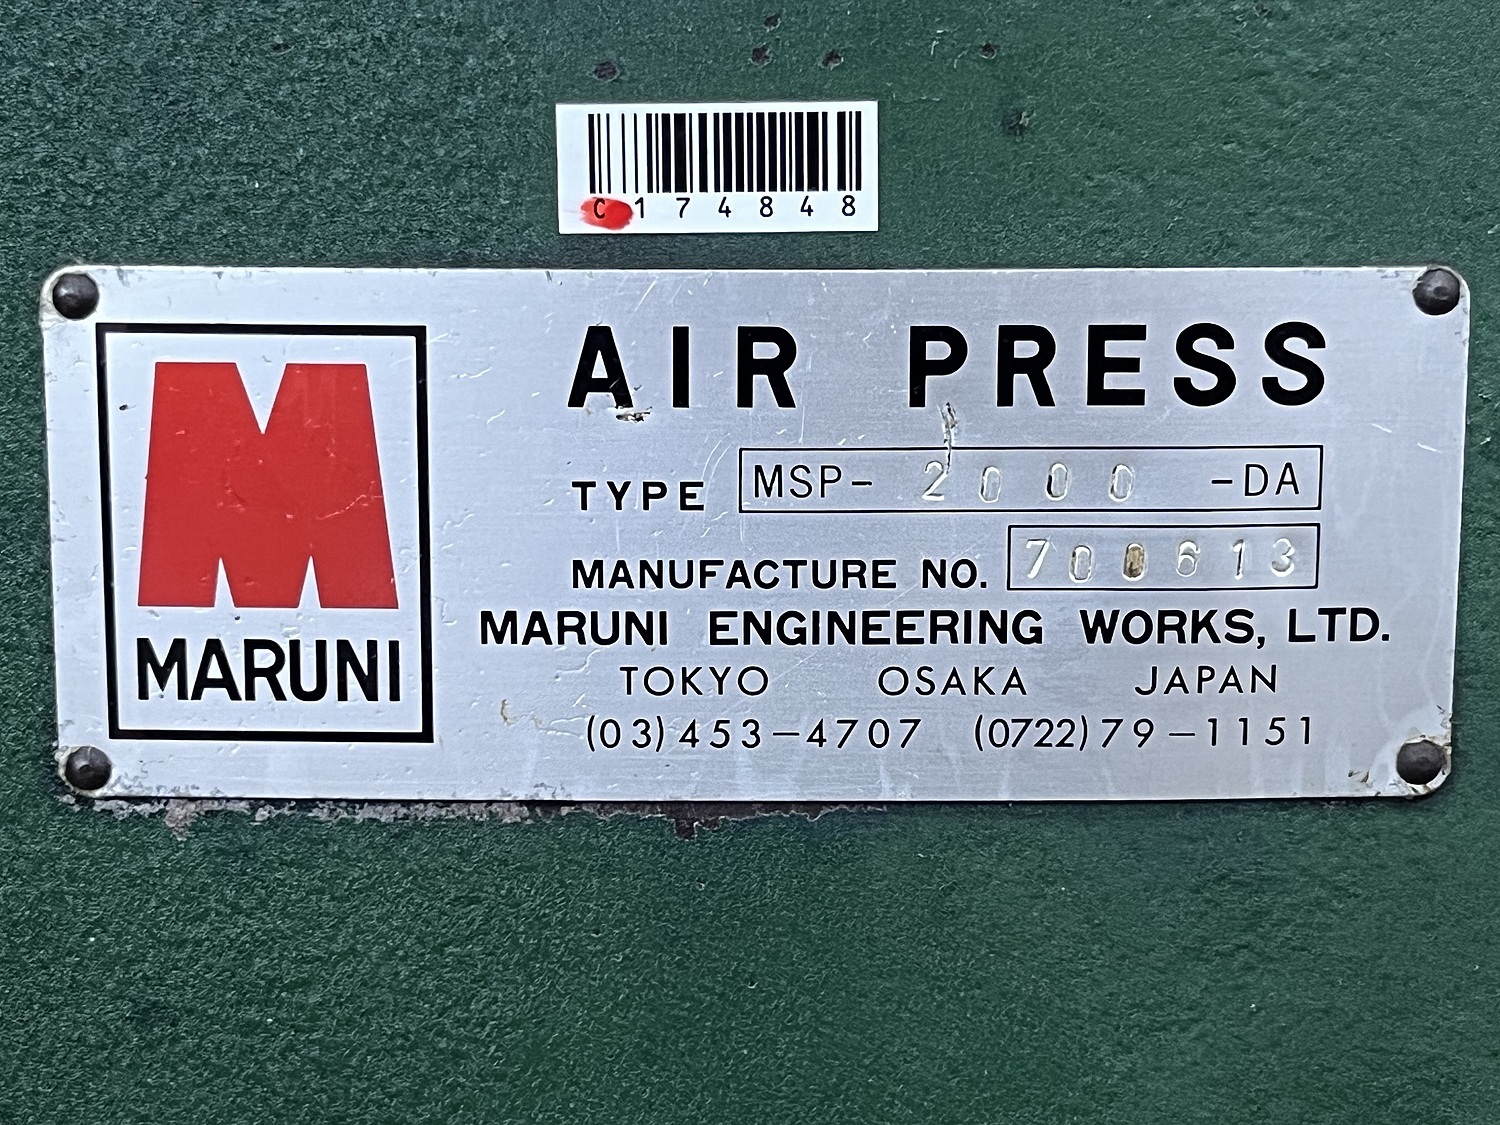 C174848
AIR PRESS
TYPE MSP-2000-DA
MANUFACTURE NO. 700613
MARUNI ENGINEERING WORKS, LTD.
TOKYO OSAKA JAPAN
(03)453-4707 (0722)79-1151
M
MARUNI